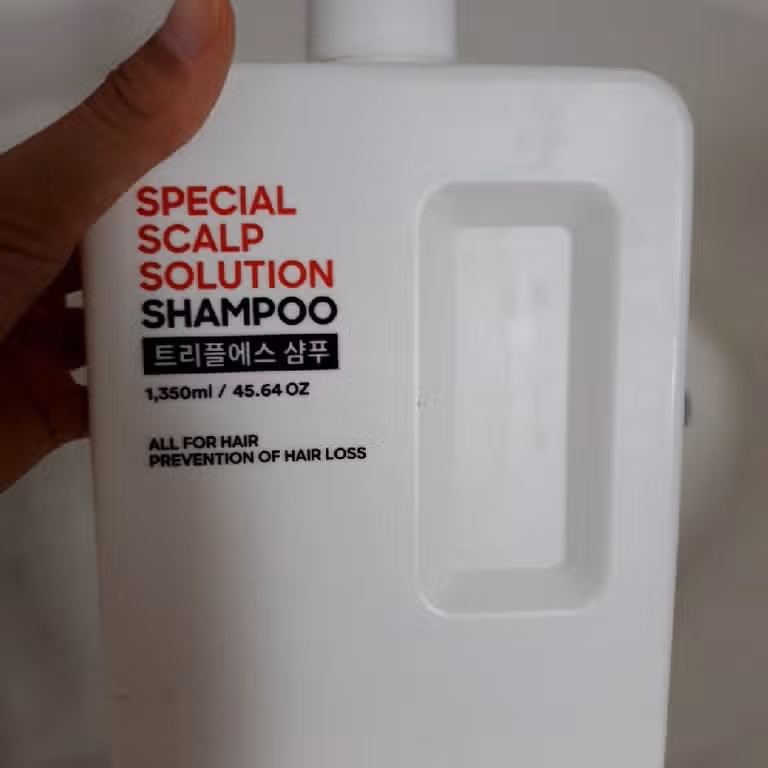 SPECIAL
SCALP
SOLUTION
SHAMPOO
트리플에스 샴푸
1,350ml / 45.64 OZ
ALL FOR HAIR
PREVENTION OF HAIR LOSS